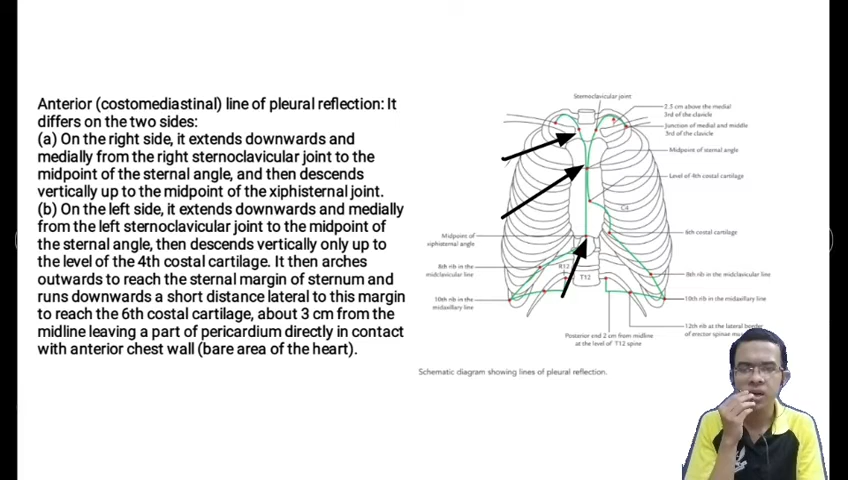 Anterior (costomediastinal) line of pleural reflection: It
differs on the two sides:
(a) On the right side, it extends downwards and
medially from the right sternoclavicular joint to the
midpoint of the sternal angle, and then descends
vertically up to the midpoint of the xiphisternal joint.
(b) On the left side, it extends downwards and medially
from the left sternoclavicular joint to the midpoint of
the sternal angle, then descends vertically only up to
the level of the 4th costal cartilage. It then arches
outwards to reach the sternal margin of sternum and
runs downwards a short distance lateral to this margin
to reach the 6th costal cartilage, about 3 cm from the
midline leaving a part of pericardium directly in contact
with anterior chest wall (bare area of the heart).
Sternoclavicular joint
2.5 cm above the medial
3rd of the clavicle
Junction of medial and middle
3rd of the clavicle
Midpoint of sternal angle
Level of 4th costal cartilage
C4
6th costal cartilage
Midpoies of
xiphisternal angle
8th rib in the
midclavicular line
R12
T12
8th rib in the midclavicular line
10th rib in the
midaxillary line
10th rib in the midaxillary line
12th rib at the lateral border
of erector spinae
Posterior end 2 cm from midline
at the level of T12 spine
Schematic diagram showing lines of pleural reflection.